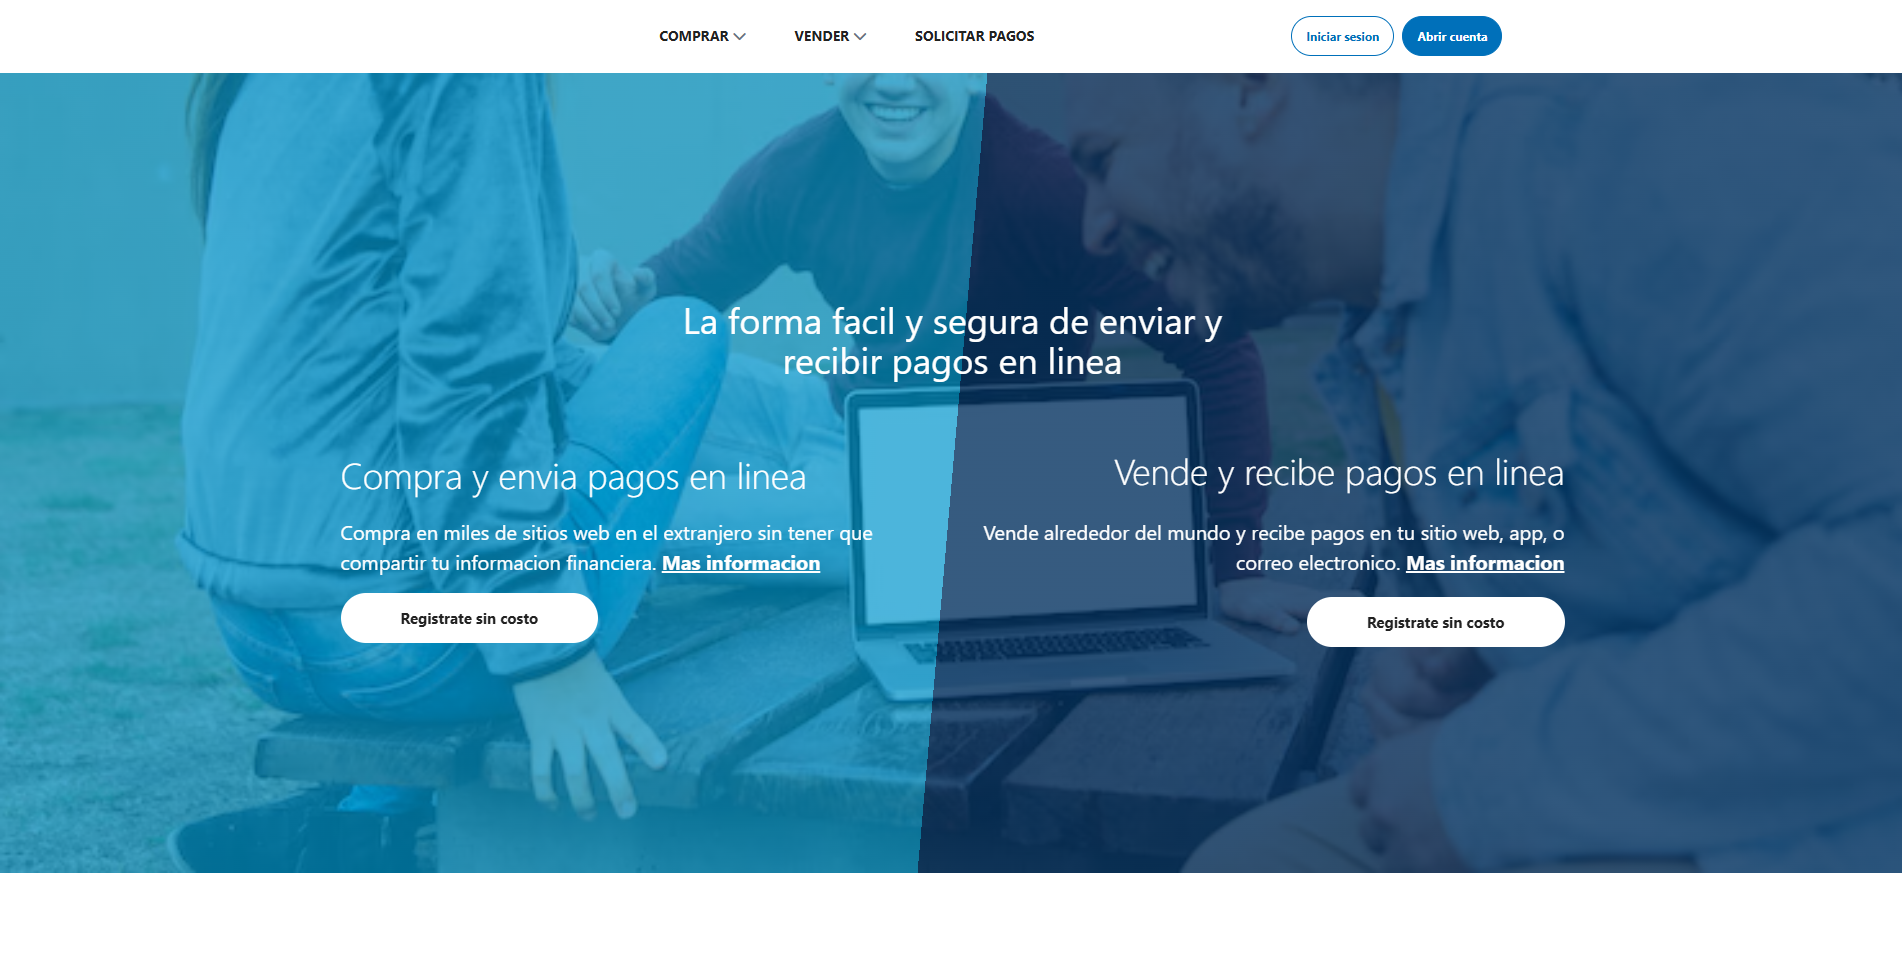 COMPRAR
VENDER
SOLICITAR PAGOS
Iniciar sesion
Abrir cuenta
La forma facil y segura de enviar y
recibir pagos en linea
Compra y envia pagos en linea
Compra en miles de sitios web en el extranjero sin tener que
compartir tu informacion financiera. Mas informacion
Registrate sin costo
Vende y recibe pagos en linea
Vende alrededor del mundo y recibe pagos en tu sitio web, app, o
correo electronico. Mas informacion
Registrate sin costo